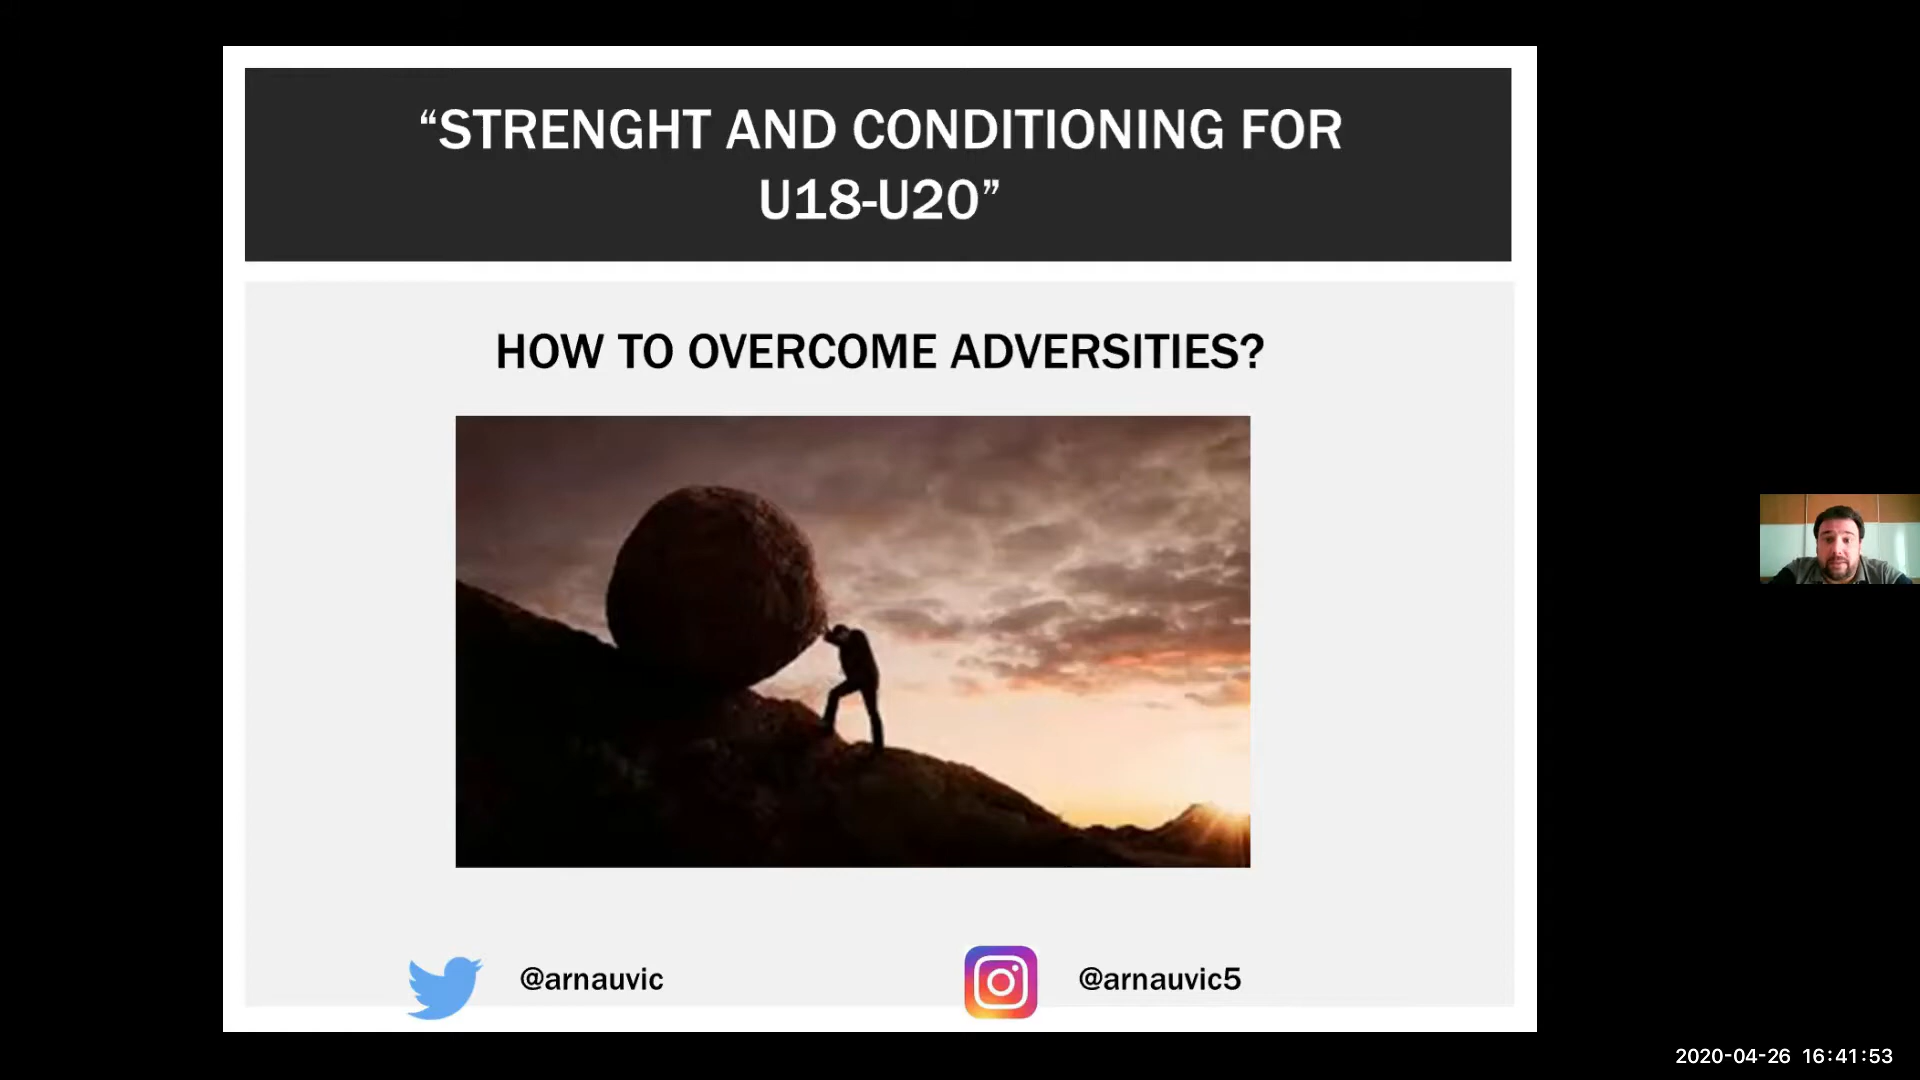 “STRENGHT AND CONDITIONING FOR
U18-U20”
HOW TO OVERCOME ADVERSITIES?
@arnauvic
@arnauvic5
2020-04-26 16:41:53